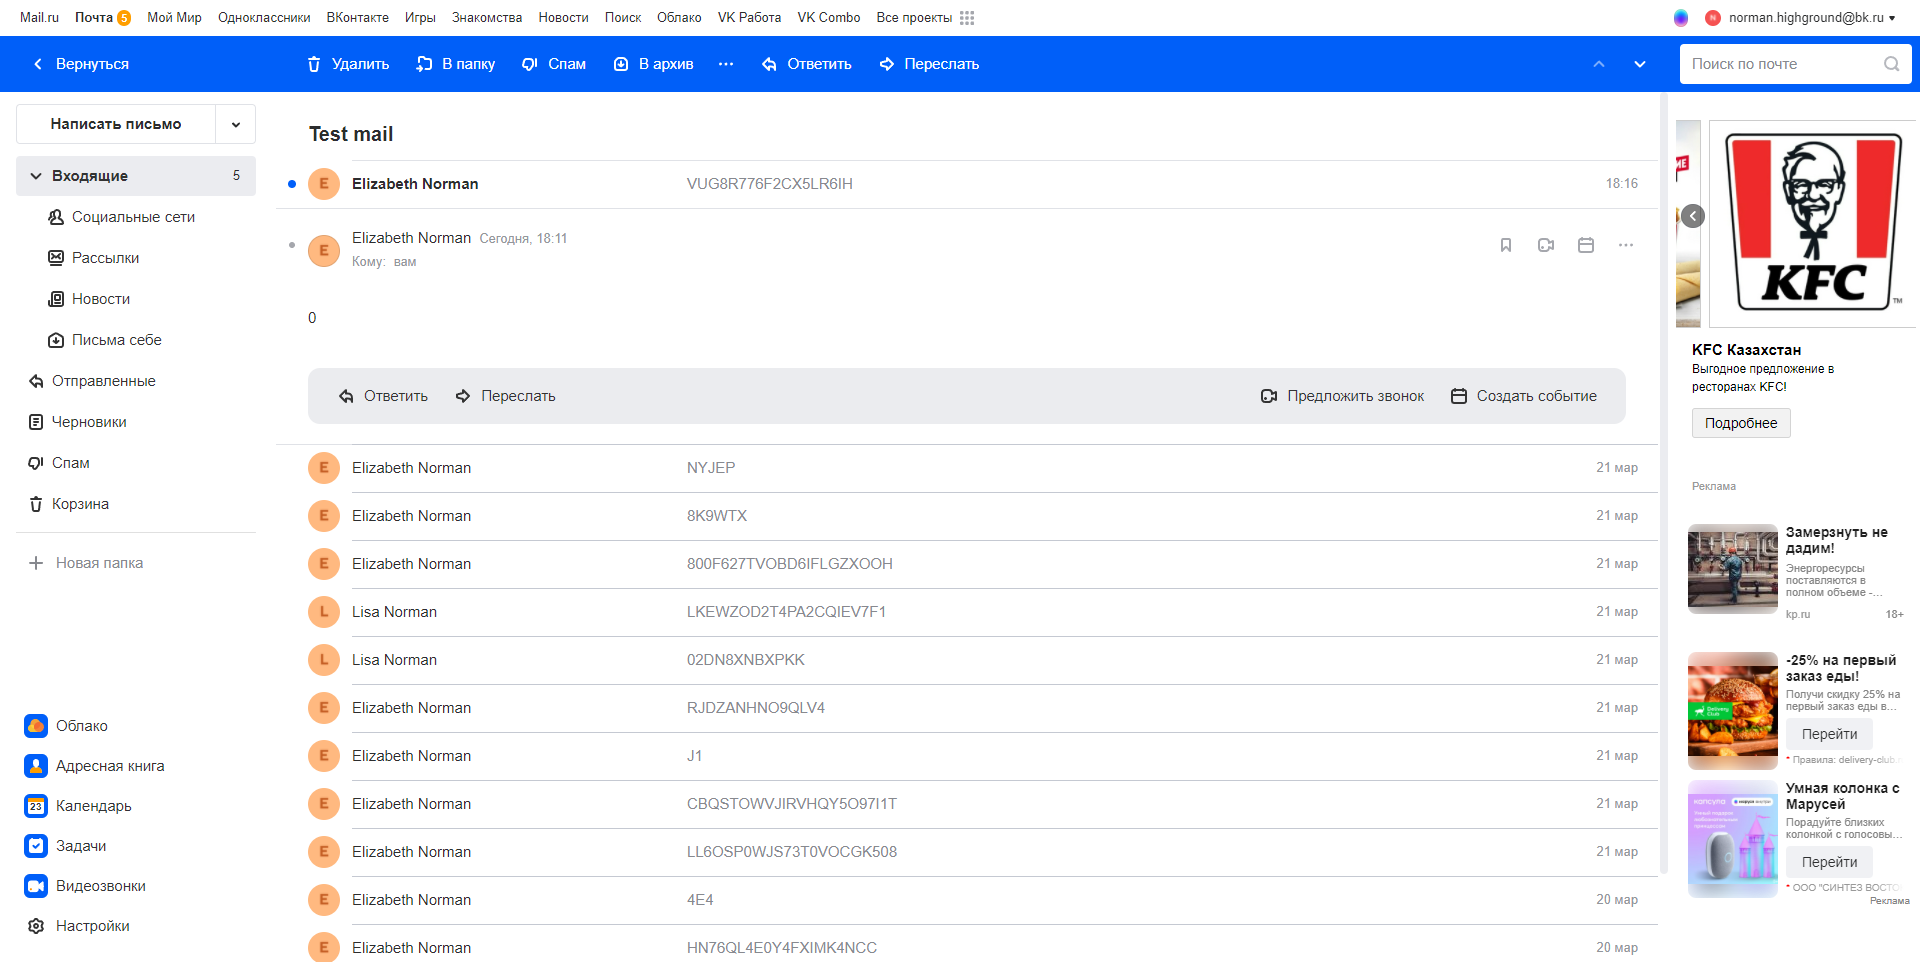 Mail.ru Почта 5 Мой Мир Одноклассники ВКонтакте Игры Знакомства Новости Поиск Облако VK Работа VK Combo Все проекты norman.highground@bk.ru
Вернуться Удалить В папку Спам В архив Ответить Переслать Поиск по почте
Написать письмо
Входящие 5
Социальные сети
Рассылки
Новости
Письма себе
Отправленные
Черновики
Спам
Корзина
Новая папка
Облако
Адресная книга
23 Календарь
Задачи
Видеозвонки
Настройки
Test mail
E Elizabeth Norman VUG8R776F2CX5LR6IH 18:16
E Elizabeth Norman Сегодня, 18:11
Кому: вам
0
Ответить Переслать Предложить звонок Создать событие
E Elizabeth Norman NYJEP 21 мар
E Elizabeth Norman 8K9WTX 21 мар
E Elizabeth Norman 800F627TVOBD6IFLGZXOOH 21 мар
L Lisa Norman LKEWZOD2T4PA2CQIEV7F1 21 мар
L Lisa Norman 02DN8XNBXPKK 21 мар
E Elizabeth Norman RJDZANHNO9QLV4 21 мар
E Elizabeth Norman J1 21 мар
E Elizabeth Norman CBQSTOWVJIRVHQY5O97I1T 21 мар
E Elizabeth Norman LL6OSP0WJS73T0VOCGK508 21 мар
E Elizabeth Norman 4E4 20 мар
E Elizabeth Norman HN76QL4E0Y4FXIMK4NCC 20 мар
KFC
TM
KFC Казахстан
Выгодное предложение в
ресторанах KFC!
Подробнее
Реклама
Замерзнуть не
дадим!
Энергоресурсы
поставляются в
полном объеме -...
kp.ru 18+
-25% на первый
заказ еды!
Получи скидку 25% на
первый заказ еды в...
Delivery
Club
Перейти
* Правила: delivery-club.
Умная колонка с
Марусей
Порадуйте близких
колонкой с голосовы...
капсула
Перейти
* ООО "СИНТЕЗ ВОСТО
Реклама